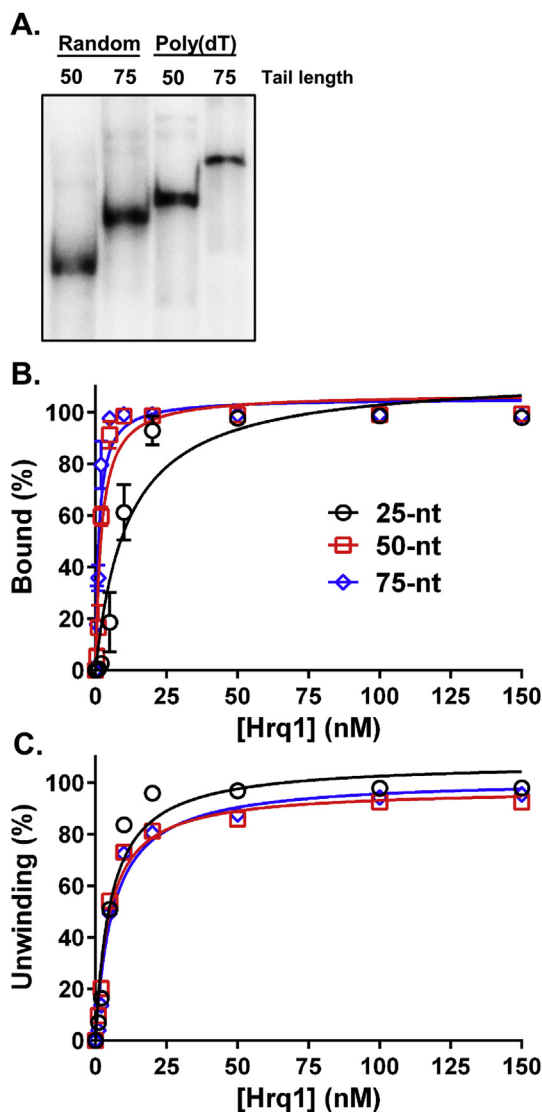 A.
Random Poly(dT)
50 75 50 75 Tail length
B.
Bound (%)
100
80
60
40
20
0
25-nt
50-nt
75-nt
0 25 50 75 100 125 150
[Hrq1] (nM)
C.
Unwinding (%)
100
80
60
40
20
0
0 25 50 75 100 125 150
[Hrq1] (nM)